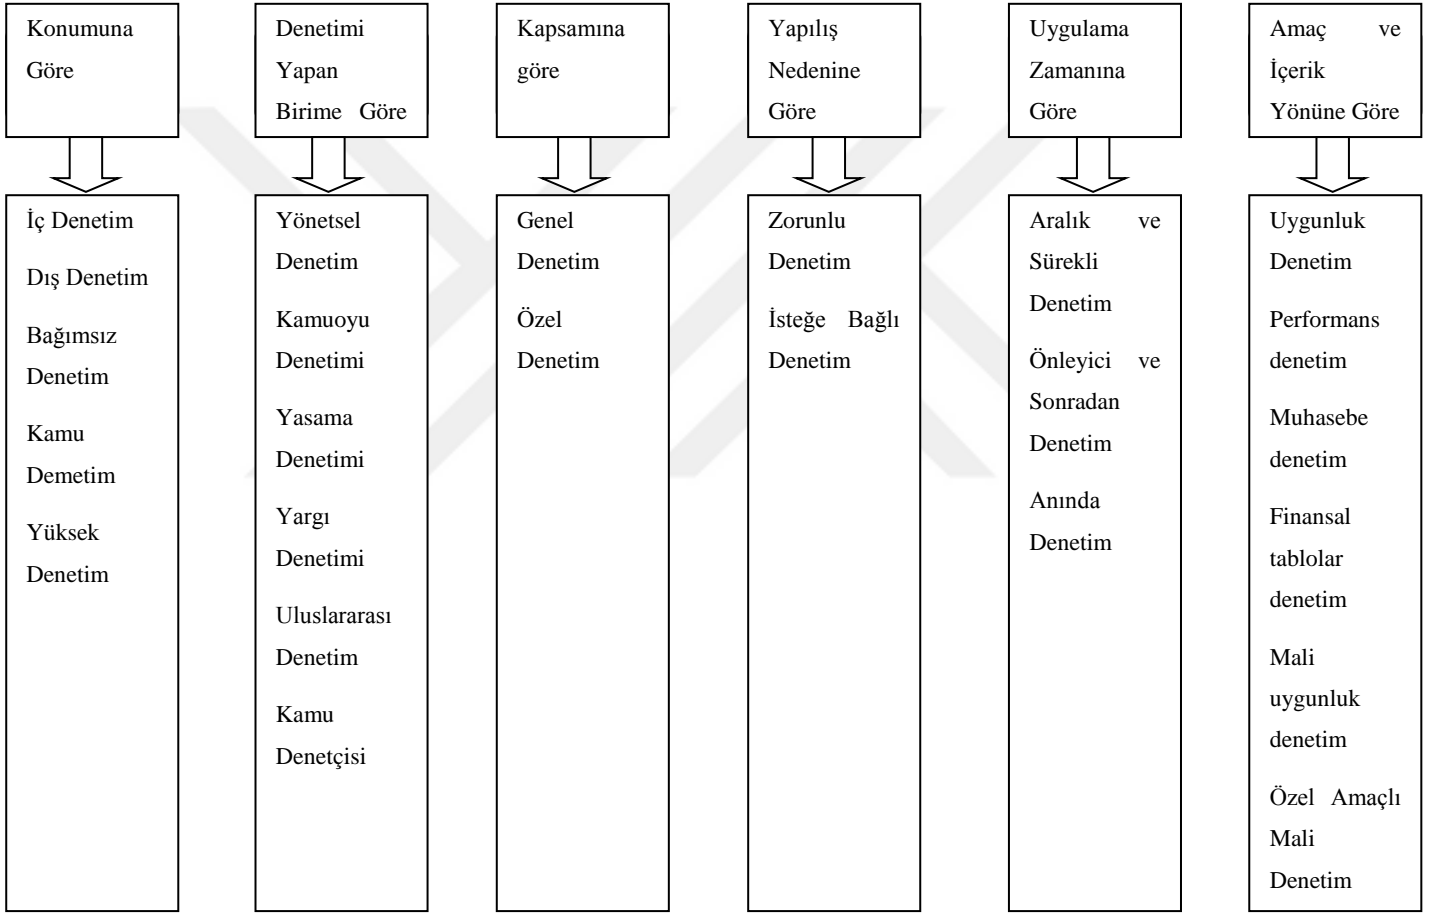 Konumuna
Göre
Denetimi
Yapan
Birime Göre
Kapsamına
göre
Yapılış
Nedenine
Göre
Uygulama
Zamanına
Göre
Amaç ve
İçerik
Yönüne Göre
İç Denetim
Dış Denetim
Bağımsız
Denetim
Kamu
Demetim
Yüksek
Denetim
Yönetsel
Denetim
Kamuoyu
Denetimi
Yasama
Denetimi
Yargı
Denetimi
Uluslararası
Denetim
Kamu
Denetçisi
Genel
Denetim
Özel
Denetim
Zorunlu
Denetim
İsteğe Bağlı
Denetim
Aralık ve
Sürekli
Denetim
Önleyici ve
Sonradan
Denetim
Anında
Denetim
Uygunluk
Denetim
Performans
denetim
Muhasebe
denetim
Finansal
tablolar
denetim
Mali
uygunluk
denetim
Özel Amaçlı
Mali
Denetim